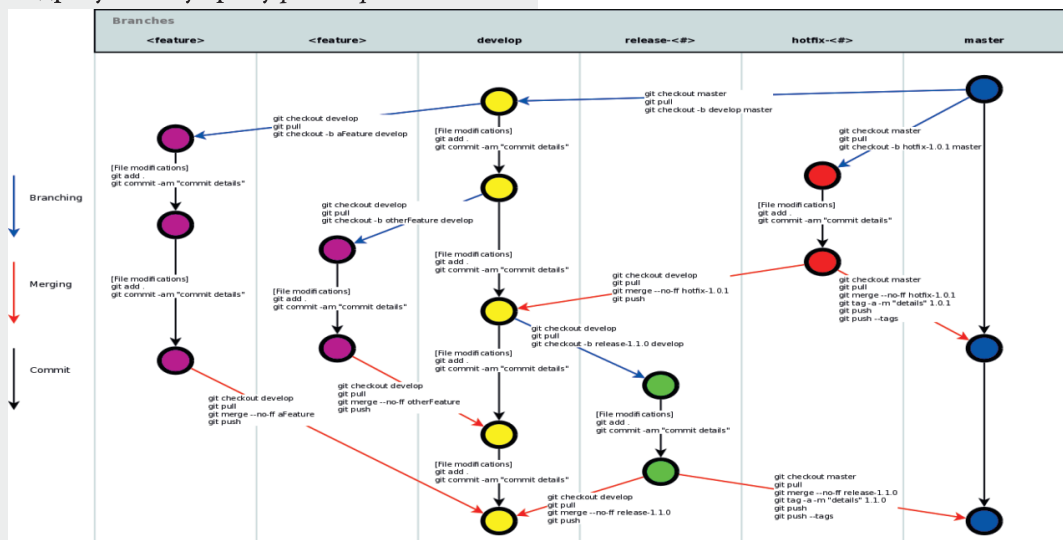 Branches
<feature>
<feature>
develop
release-<#>
hotfix-<#>
master
git checkout master
git pull
git checkout -b develop master
git checkout develop
git pull
git checkout -b aFeature develop
[File modifications]
git add .
git commit -am "commit details"
git checkout master
git pull
git checkout -b hotfix-1.0.1 master
[File modifications]
git add .
git commit -am "commit details"
Branching
git checkout develop
git pull
git checkout -b otherFeature develop
[File modifications]
git add .
git commit -am "commit details"
[File modifications]
git add .
git commit -am "commit details"
Merging
[File modifications]
git add .
git commit -am "commit details"
[File modifications]
git add .
git commit -am "commit details"
git checkout develop
git pull
git merge --no-ff hotfix-1.0.1
git push
git checkout master
git pull
git merge --no-ff hotfix-1.0.1
git tag -a -m "details" 1.0.1
git push
git push --tags
git checkout develop
git pull
git checkout -b release-1.1.0 develop
Commit
[File modifications]
git add .
git commit -am "commit details"
git checkout develop
git pull
git merge --no-ff aFeature
git push
git checkout develop
git pull
git merge --no-ff otherFeature
git push
[File modifications]
git add .
git commit -am "commit details"
[File modifications]
git add .
git commit -am "commit details"
git checkout develop
git pull
git merge --no-ff release-1.1.0
git push
git checkout master
git pull
git merge --no-ff release-1.1.0
git tag -a -m "details" 1.1.0
git push
git push --tags